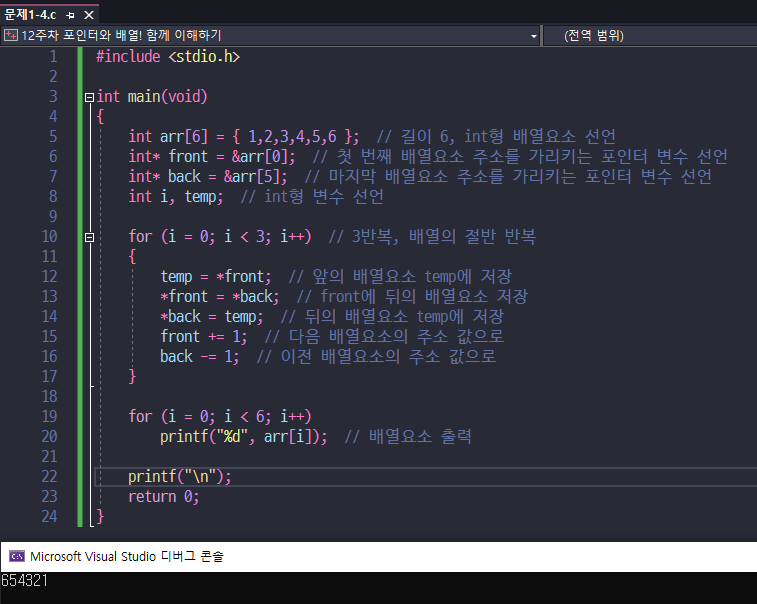 문제1-4.c
12주차 포인터와 배열! 함께 이해하기 (전역 범위)
1 #include <stdio.h>
2
3 int main(void)
4 {
5 int arr[6] = { 1,2,3,4,5,6 }; // 길이 6, int형 배열요소 선언
6 int* front = &arr[0]; // 첫 번째 배열요소 주소를 가리키는 포인터 변수 선언
7 int* back = &arr[5]; // 마지막 배열요소 주소를 가리키는 포인터 변수 선언
8 int i, temp; // int형 변수 선언
9
10 for (i = 0; i < 3; i++) // 3반복, 배열의 절반 반복
11 {
12 temp = *front; // 앞의 배열요소 temp에 저장
13 *front = *back; // front에 뒤의 배열요소 저장
14 *back = temp; // 뒤의 배열요소 temp에 저장
15 front += 1; // 다음 배열요소의 주소 값으로
16 back -= 1; // 이전 배열요소의 주소 값으로
17 }
18
19 for (i = 0; i < 6; i++)
20 printf("%d", arr[i]); // 배열요소 출력
21
22 printf("\n");
23 return 0;
24 }
Microsoft Visual Studio 디버그 콘솔
654321